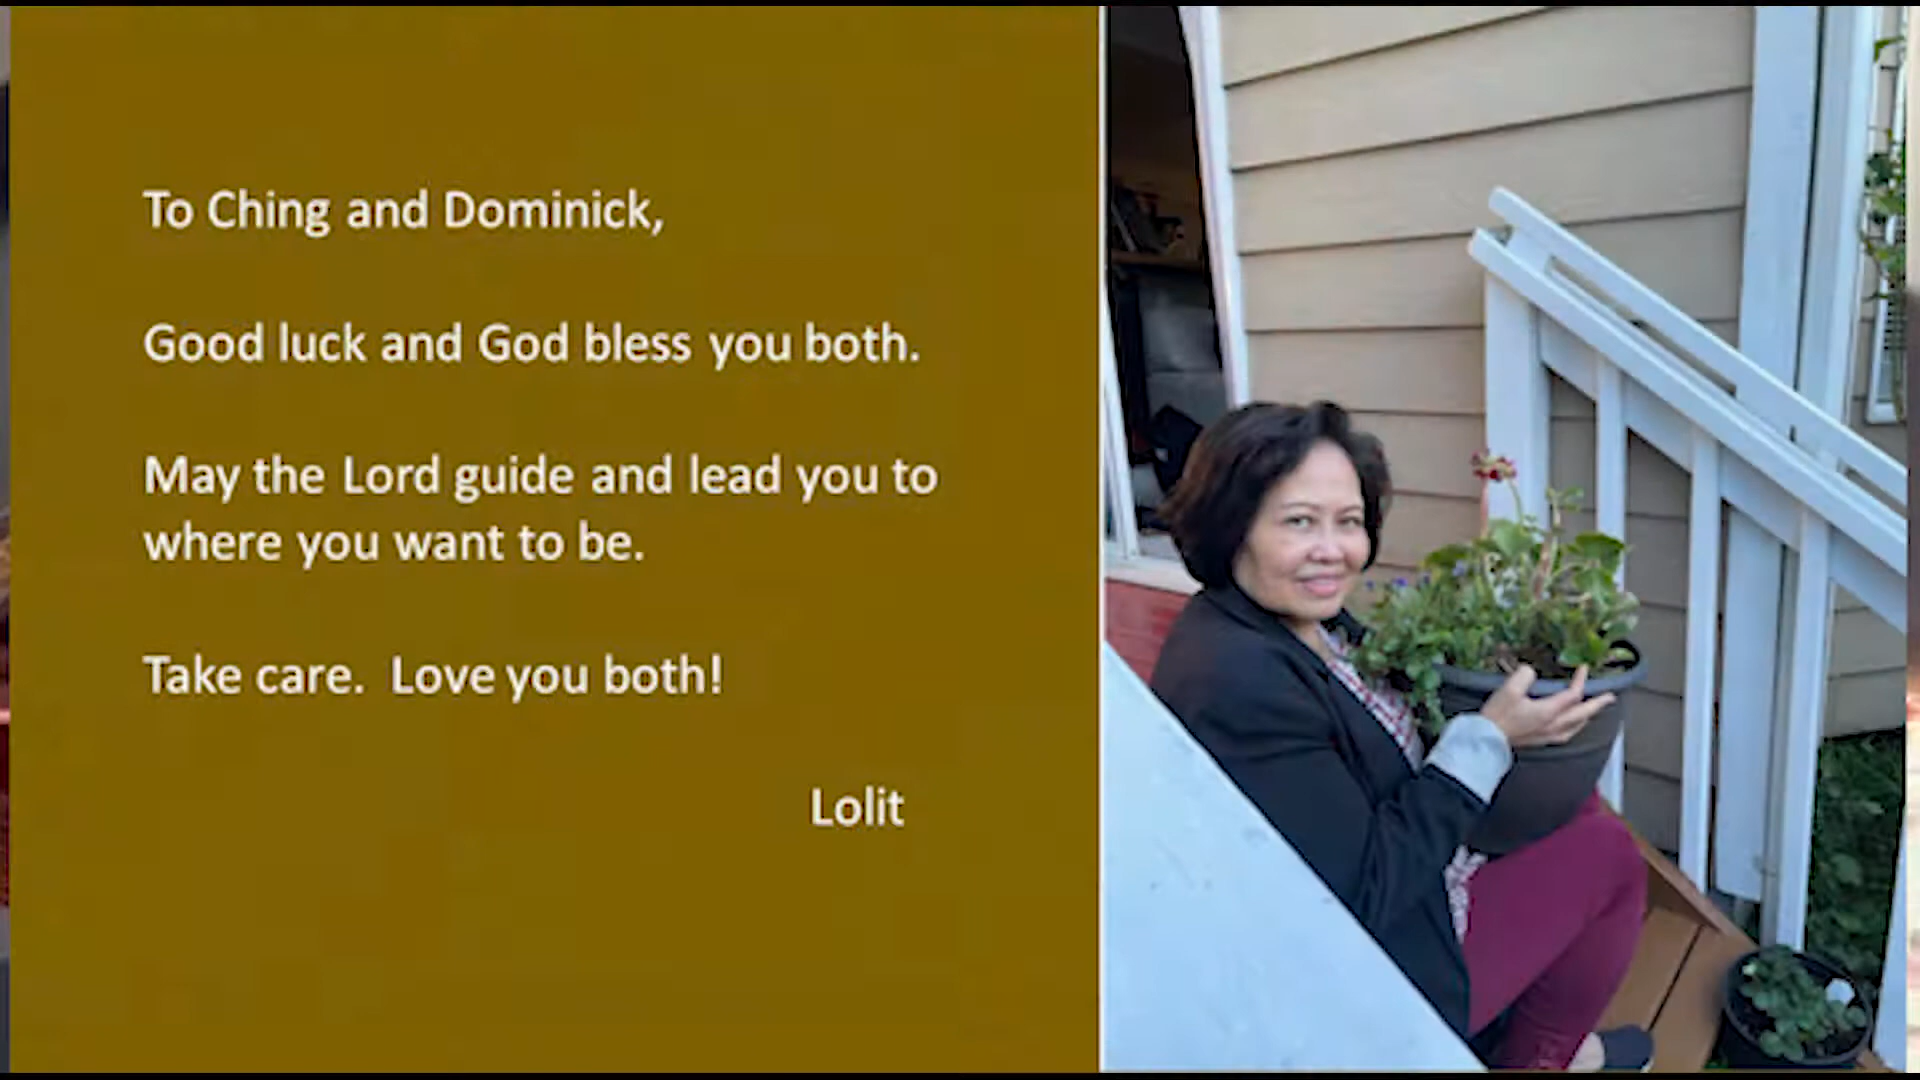 To Ching and Dominick,
Good luck and God bless you both.
May the Lord guide and lead you to
where you want to be.
Take care.  Love you both!
Lolit